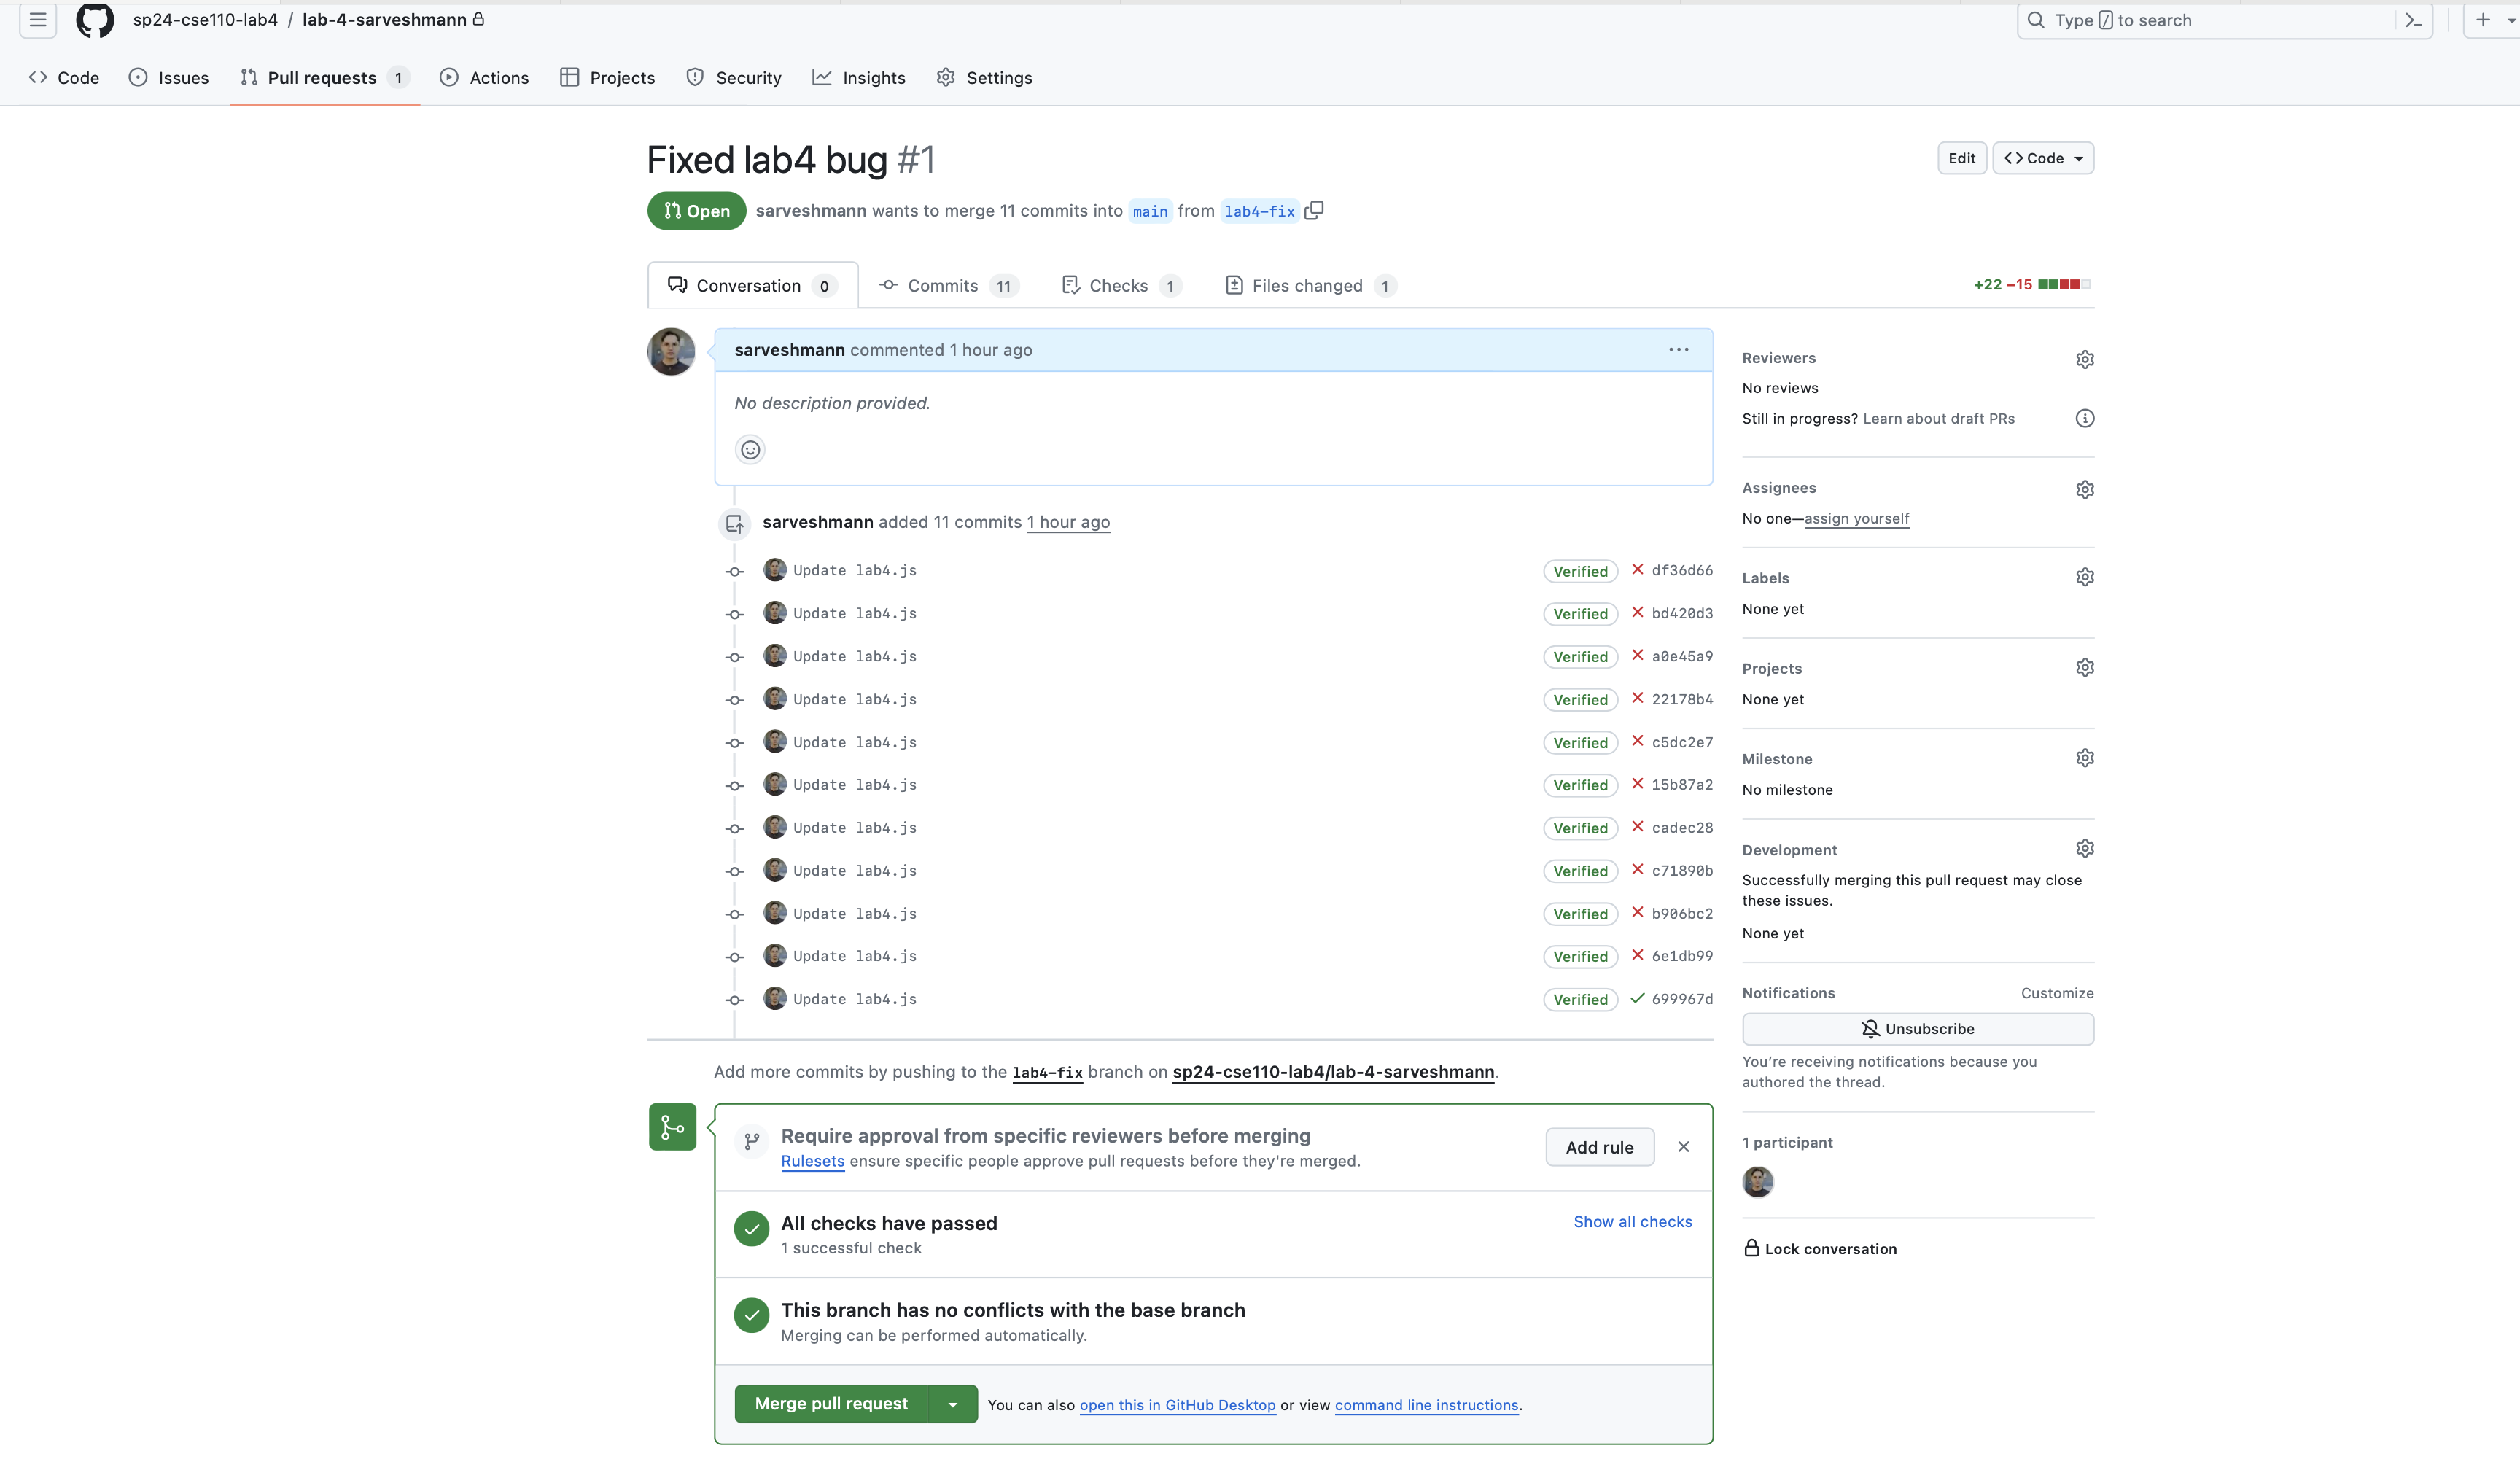 sp24-cse110-lab4 / lab-4-sarveshmann
Type / to search
Code Issues Pull requests 1 Actions Projects Security Insights Settings
Fixed lab4 bug #1
Edit
Code
Open sarveshmann wants to merge 11 commits into main from lab4-fix
Conversation 0 Commits 11 Checks 1 Files changed 1
+22 −15
sarveshmann commented 1 hour ago
No description provided.
sarveshmann added 11 commits 1 hour ago
Update lab4.js Verified df36d66
Update lab4.js Verified bd420d3
Update lab4.js Verified a0e45a9
Update lab4.js Verified 22178b4
Update lab4.js Verified c5dc2e7
Update lab4.js Verified 15b87a2
Update lab4.js Verified cadec28
Update lab4.js Verified c71890b
Update lab4.js Verified b906bc2
Update lab4.js Verified 6e1db99
Update lab4.js Verified 699967d
Add more commits by pushing to the lab4-fix branch on sp24-cse110-lab4/lab-4-sarveshmann.
Require approval from specific reviewers before merging
Rulesets ensure specific people approve pull requests before they're merged.
Add rule
All checks have passed
1 successful check
Show all checks
This branch has no conflicts with the base branch
Merging can be performed automatically.
Merge pull request
You can also open this in GitHub Desktop or view command line instructions.
Reviewers
No reviews
Still in progress? Learn about draft PRs
Assignees
No one—assign yourself
Labels
None yet
Projects
None yet
Milestone
No milestone
Development
Successfully merging this pull request may close
these issues.
None yet
Notifications Customize
Unsubscribe
You're receiving notifications because you
authored the thread.
1 participant
Lock conversation